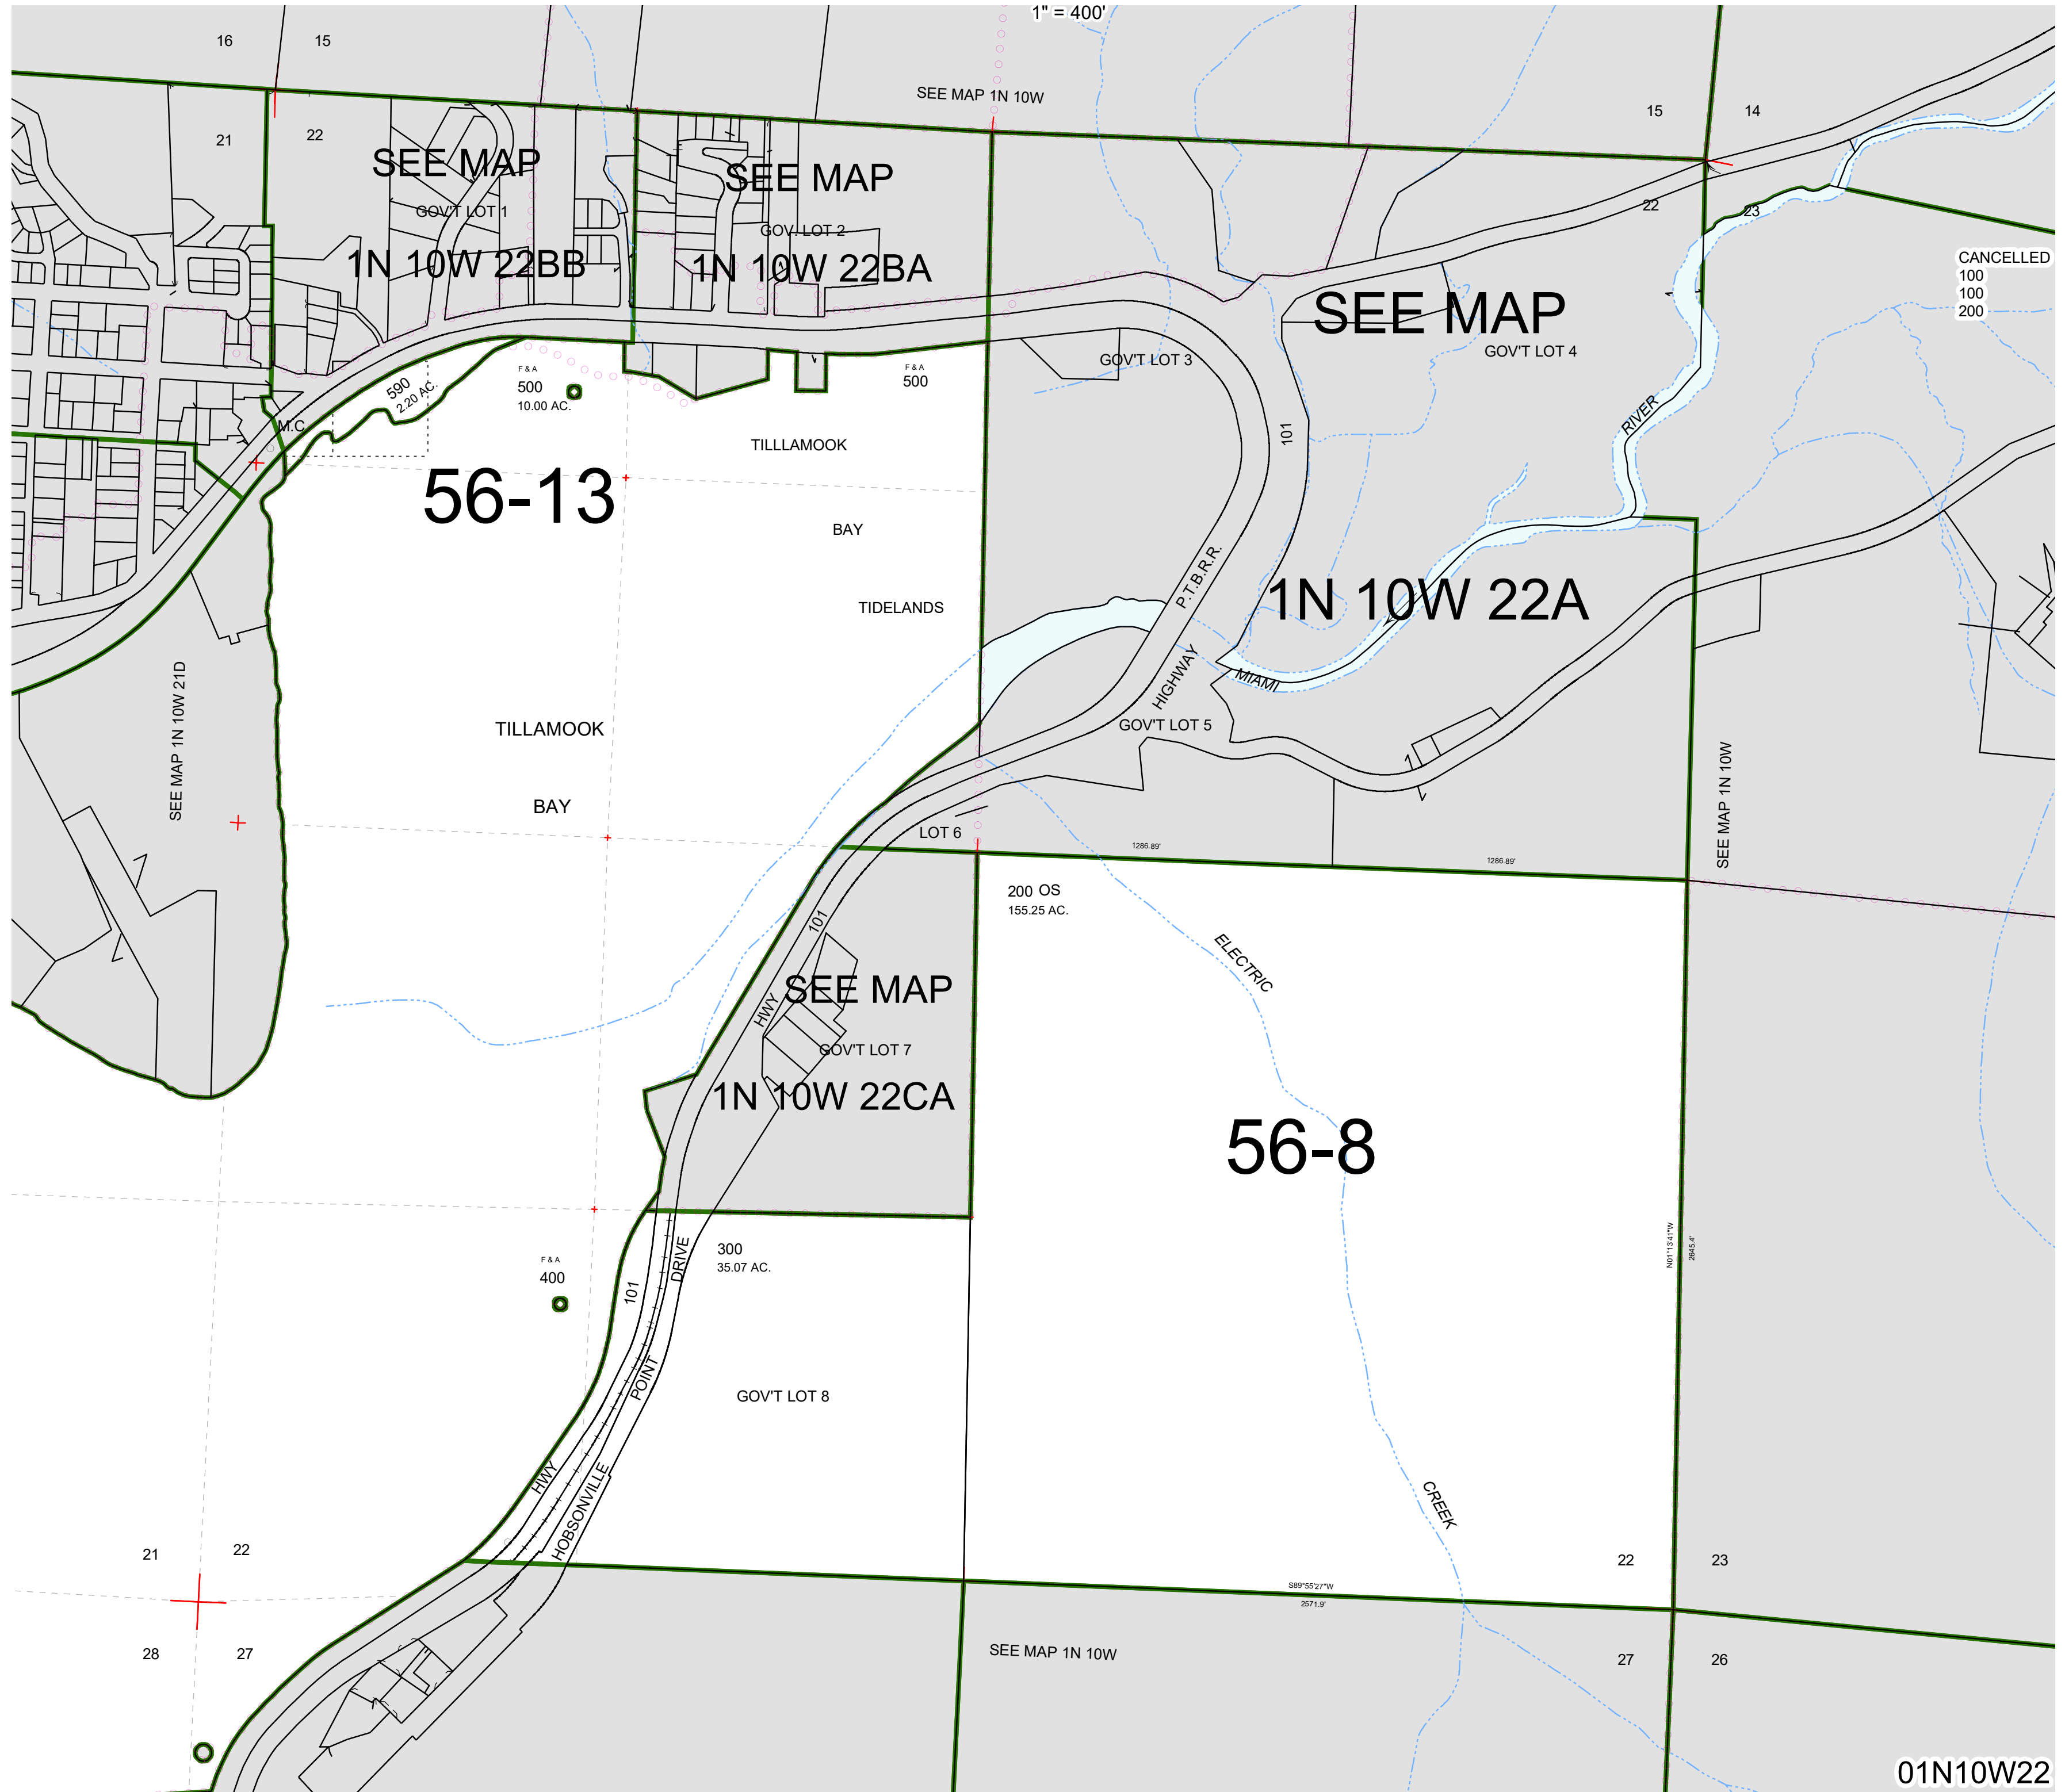 1" = 400'
16
15
SEE MAP 1N 10W
15
14
21
22
SEE MAP
GOV'T LOT 1
1N 10W 22BB
SEE MAP
GOV. LOT 2
1N 10W 22BA
22
23
CANCELLED
100
100
200
SEE MAP
GOV'T LOT 4
GOV'T LOT 3
590
2.20 AC.
F & A
500
10.00 AC.
F & A
500
M.C.
101
RIVER
TILLLAMOOK
BAY
TIDELANDS
56-13
P.T.B.R.R.
1N 10W 22A
HIGHWAY
MIAMI
GOV'T LOT 5
SEE MAP 1N 10W 21D
TILLAMOOK
BAY
SEE MAP 1N 10W
LOT 6
1286.89'
1286.89'
200 OS
155.25 AC.
101
HWY
ELECTRIC
SEE MAP
GOV'T LOT 7
1N 10W 22CA
56-8
N01°13'41"W
2645.4'
F & A
400
300
35.07 AC.
101
DRIVE
POINT
GOV'T LOT 8
HWY
HOBSONVILLE
CREEK
21
22
22
23
S89°55'27"W
2571.9'
28
27
SEE MAP 1N 10W
27
26
01N10W22